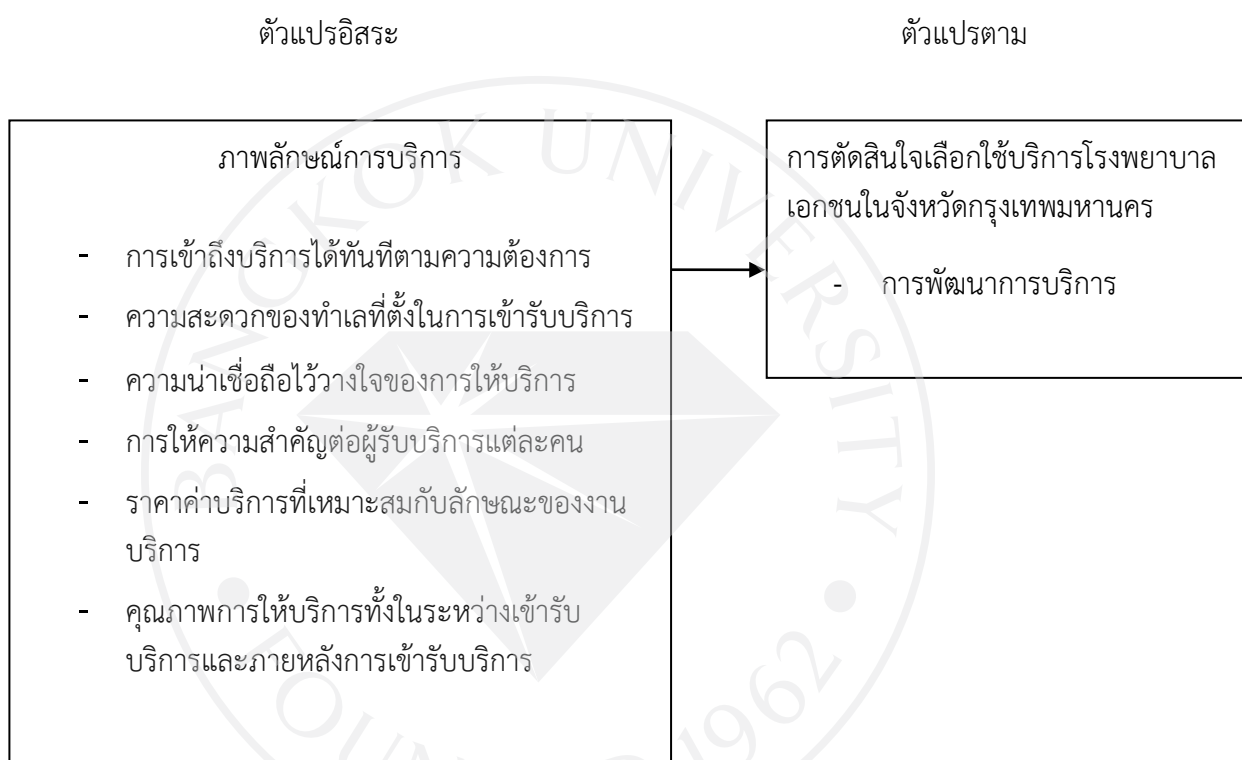 ตัวแปรอิสระ
ตัวแปรตาม
ภาพลักษณ์การบริการ
- การเข้าถึงบริการได้ทันทีตามความต้องการ
- ความสะดวกของทำเลที่ตั้งในการเข้ารับบริการ
- ความน่าเชื่อถือไว้วางใจของการให้บริการ
- การให้ความสำคัญต่อผู้รับบริการแต่ละคน
- ราคาค่าบริการที่เหมาะสมกับลักษณะของงาน
บริการ
- คุณภาพการให้บริการทั้งในระหว่างเข้ารับ
บริการและภายหลังการเข้ารับบริการ
การตัดสินใจเลือกใช้บริการโรงพยาบาล
เอกชนในจังหวัดกรุงเทพมหานคร
- การพัฒนาการบริการ
BANGKOK UNIVERSITY
1962